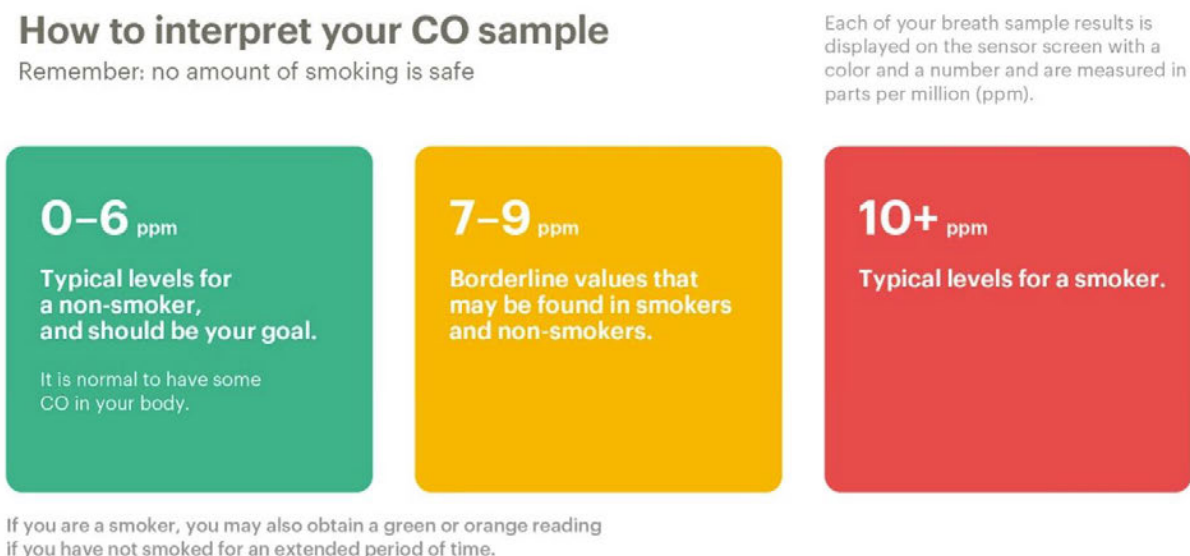 How to interpret your CO sample
Remember: no amount of smoking is safe
Each of your breath sample results is
displayed on the sensor screen with a
color and a number and are measured in
parts per million (ppm).
0–6 ppm
Typical levels for
a non-smoker,
and should be your goal.
It is normal to have some
CO in your body.
7–9 ppm
Borderline values that
may be found in smokers
and non-smokers.
10+ ppm
Typical levels for a smoker.
If you are a smoker, you may also obtain a green or orange reading
if you have not smoked for an extended period of time.